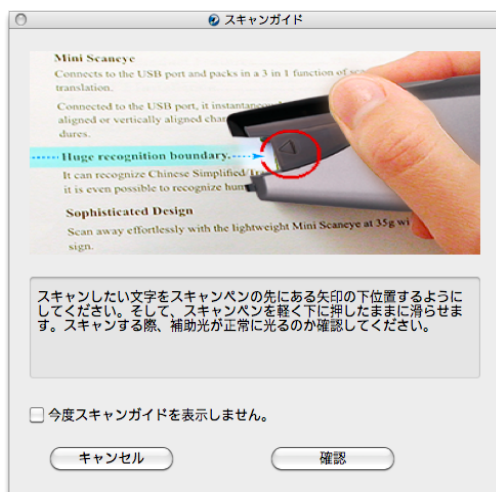 スキャンガイド
Mini Scaneye
Connects to the USB port and packs in a 3 in 1 function of
translation.
Connected to the USB port, it
aligned or vertically aligned
dures.
Huge recognition boundary.
It can recognize Chinese Simplified
it is even possible to recognize
Sophisticated Design
Scan away effortlessly with the lightweight Mini Scaneye at 35g
sign.
スキャンしたい文字をスキャンペンの先にある矢印の下位置するように
してください。そして、スキャンペンを軽く下に押したままに滑らせま
す。スキャンする際、補助光が正常に光るのか確認してください。
今度スキャンガイドを表示しません。
キャンセル
確認